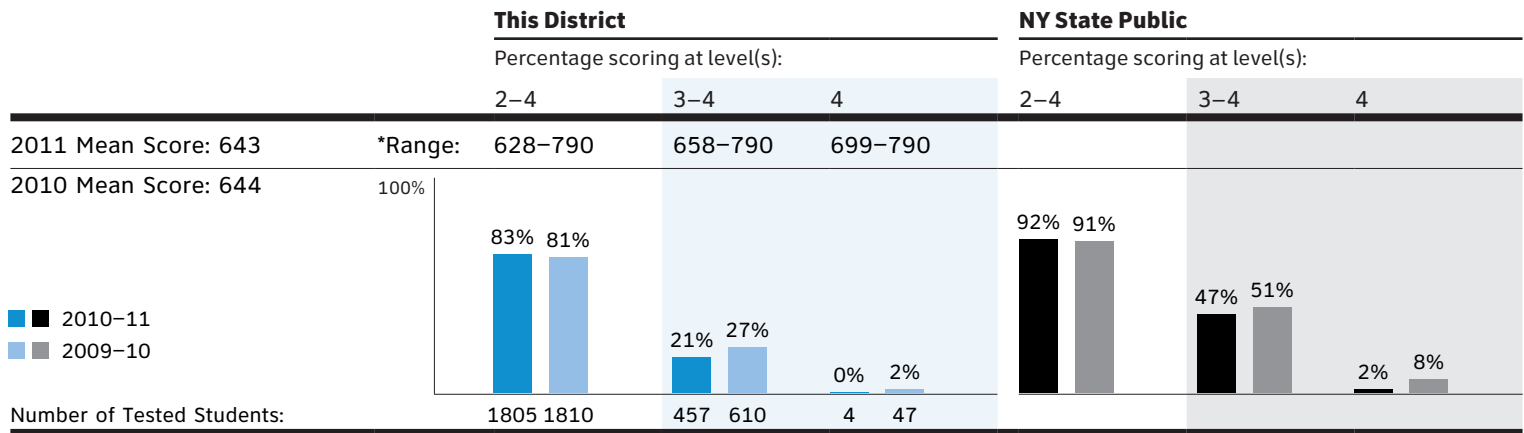 This District NY State Public
Percentage scoring at level(s): Percentage scoring at level(s):
2–4 3–4 4 2–4 3–4 4
2011 Mean Score: 643 *Range: 628–790 658–790 699–790
2010 Mean Score: 644 100%
92% 91%
83% 81%
47% 51%
21% 27%
0% 2% 2% 8%
2010–11
2009–10
Number of Tested Students: 1805 1810 457 610 4 47